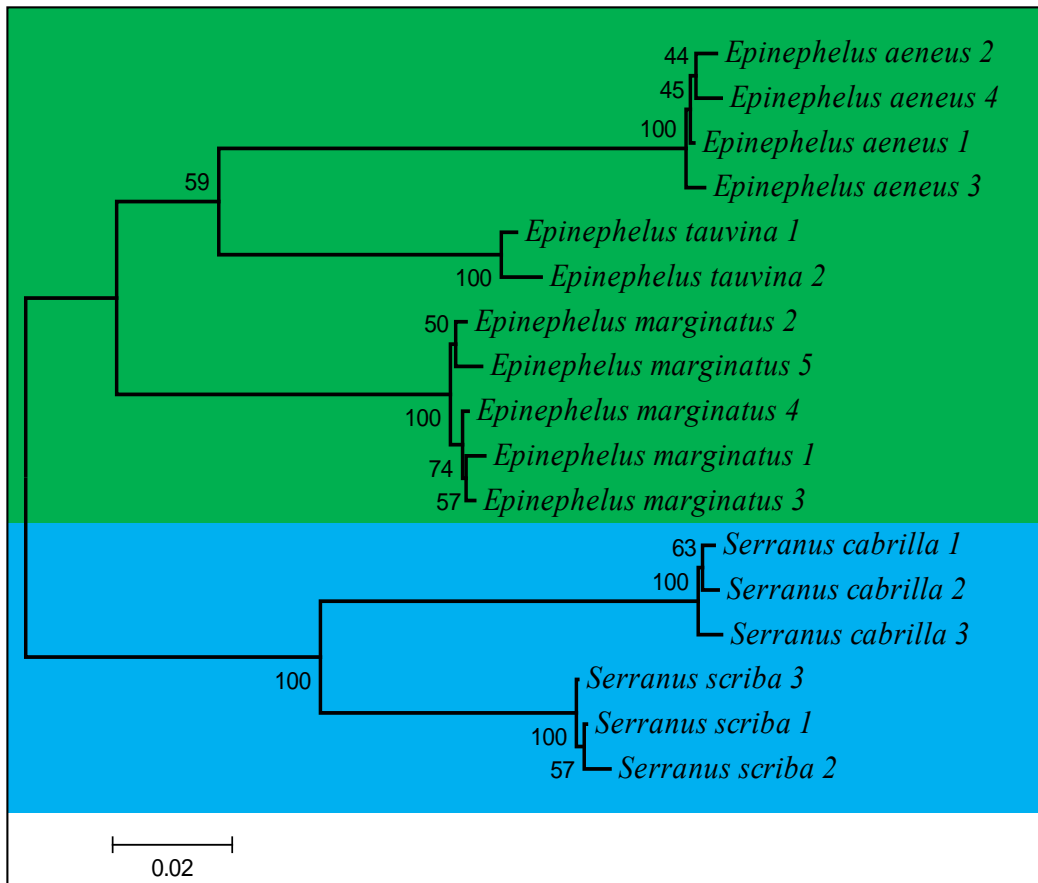 44
Epinephelus aeneus 2
45
Epinephelus aeneus 4
100
Epinephelus aeneus 1
Epinephelus aeneus 3
59
Epinephelus tauvina 1
100
Epinephelus tauvina 2
50
Epinephelus marginatus 2
Epinephelus marginatus 5
100
Epinephelus marginatus 4
74
Epinephelus marginatus 1
57
Epinephelus marginatus 3
63
Serranus cabrilla 1
100
Serranus cabrilla 2
Serranus cabrilla 3
100
Serranus scriba 3
100
Serranus scriba 1
57
Serranus scriba 2
0.02